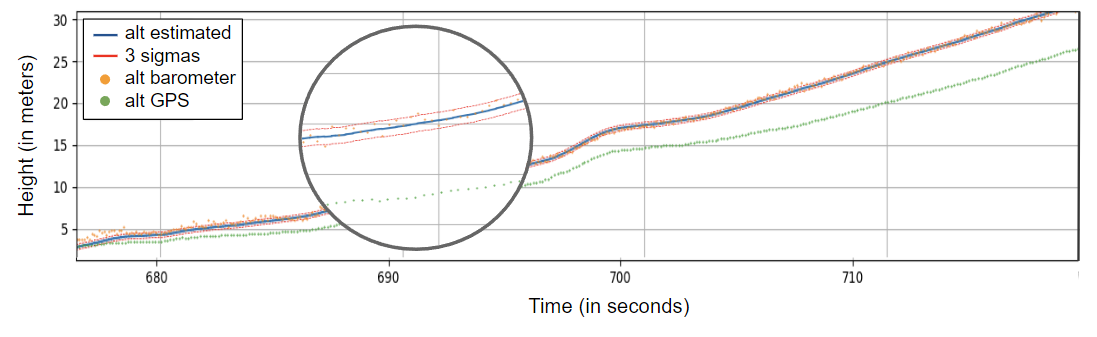 alt estimated
3 sigmas
alt barometer
alt GPS
Height (in meters)
30
25
20
15
10
5
680
690
700
710
Time (in seconds)